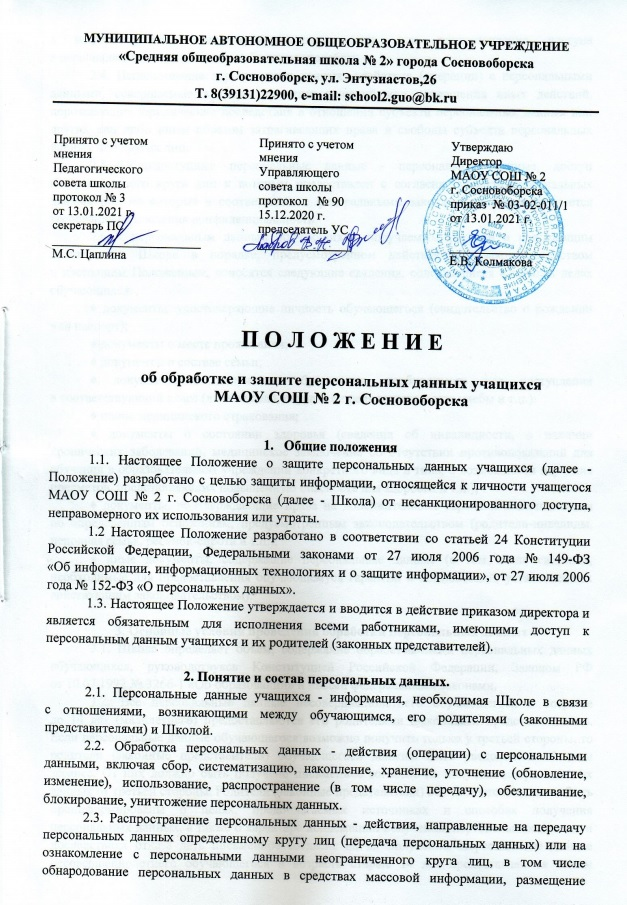 МУНИЦИПАЛЬНОЕ АВТОНОМНОЕ ОБЩЕОБРАЗОВАТЕЛЬНОЕ УЧРЕЖДЕНИЕ
«Средняя общеобразовательная школа № 2» города Сосновоборска
г. Сосновоборск, ул. Энтузиастов,26
Т. 8(39131)22900, e-mail: school2.guo@bk.ru
Принято с учетом
мнения
Педагогического
совета школы
протокол № 3
от 13.01.2021 г.
секретарь ПС
М.С. Цаплина
Принято с учетом
мнения
Управляющего
совета школы
протокол № 90
15.12.2020 г.
председатель УС
Утверждаю
Директор
МАОУ СОШ № 2
г. Сосновоборска
приказ № 03-02-011/1
от 13.01.2021 г.
Е.В. Колмакова
ПОЛОЖЕНИЕ
об обработке и защите персональных данных учащихся
МАОУ СОШ № 2 г. Сосновоборска
1. Общие положения
1.1. Настоящее Положение о защите персональных данных учащихся (далее -
Положение) разработано с целью защиты информации, относящейся к личности учащегося
МАОУ СОШ № 2 г. Сосновоборска (далее - Школа) от несанкционированного доступа,
неправомерного их использования или утраты.
1.2 Настоящее Положение разработано в соответствии со статьей 24 Конституции
Российской Федерации, Федеральными законами от 27 июля 2006 года № 149-ФЗ
«Об информации, информационных технологиях и о защите информации», от 27 июля 2006
года № 152-ФЗ «О персональных данных».
1.3. Настоящее Положение утверждается и вводится в действие приказом директора и
является обязательным для исполнения всеми работниками, имеющими доступ к
персональным данным учащихся и их родителей (законных представителей).
2. Понятие и состав персональных данных.
2.1. Персональные данные учащихся - информация, необходимая Школе в связи
с отношениями, возникающими между обучающимся, его родителями (законными
представителями) и Школой.
2.2. Обработка персональных данных - действия (операции) с персональными
данными, включая сбор, систематизацию, накопление, хранение, уточнение (обновление,
изменение), использование, распространение (в том числе передачу), обезличивание,
блокирование, уничтожение персональных данных.
2.3. Распространение персональных данных - действия, направленные на передачу
персональных данных определенному кругу лиц (передача персональных данных) или на
ознакомление с персональными данными неограниченного круга лиц, в том числе
обнародование персональных данных в средствах массовой информации, размещение